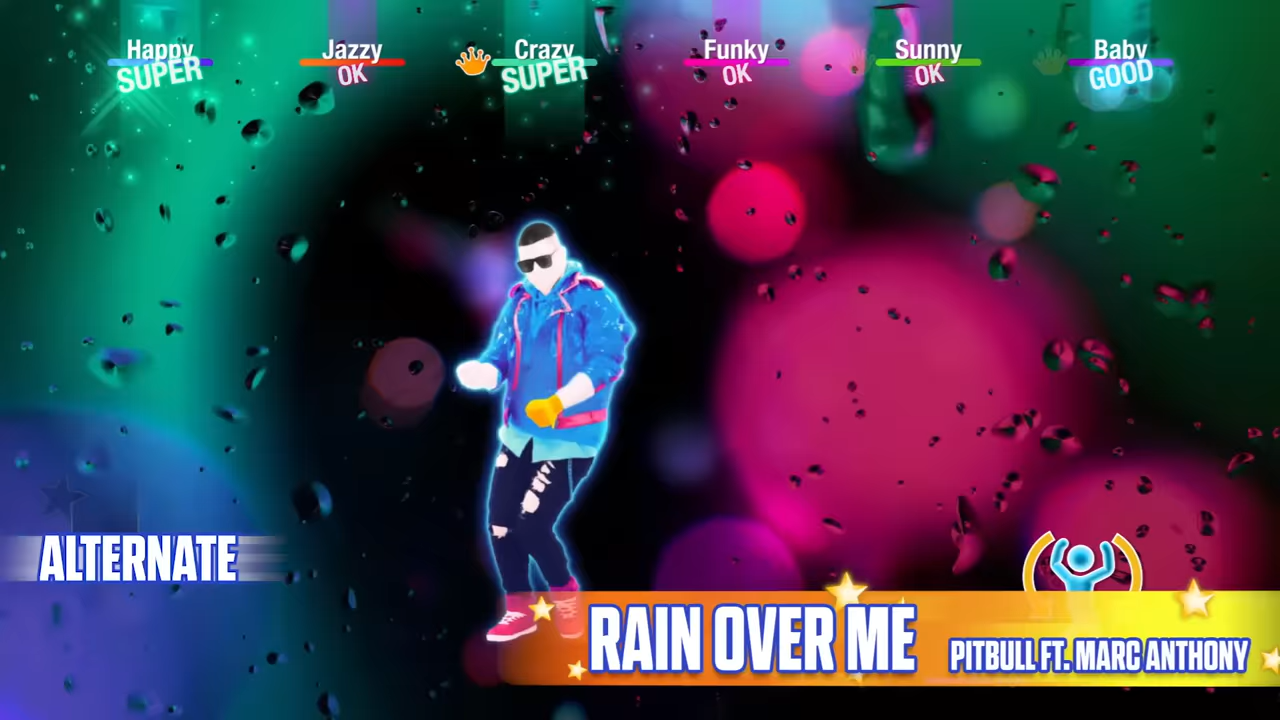 Happy Jazzy Crazy Funky Sunny Baby
SUPER OK SUPER OK OK GOOD
ALTERNATE
RAIN OVER ME PITBULL FT. MARC ANTHONY